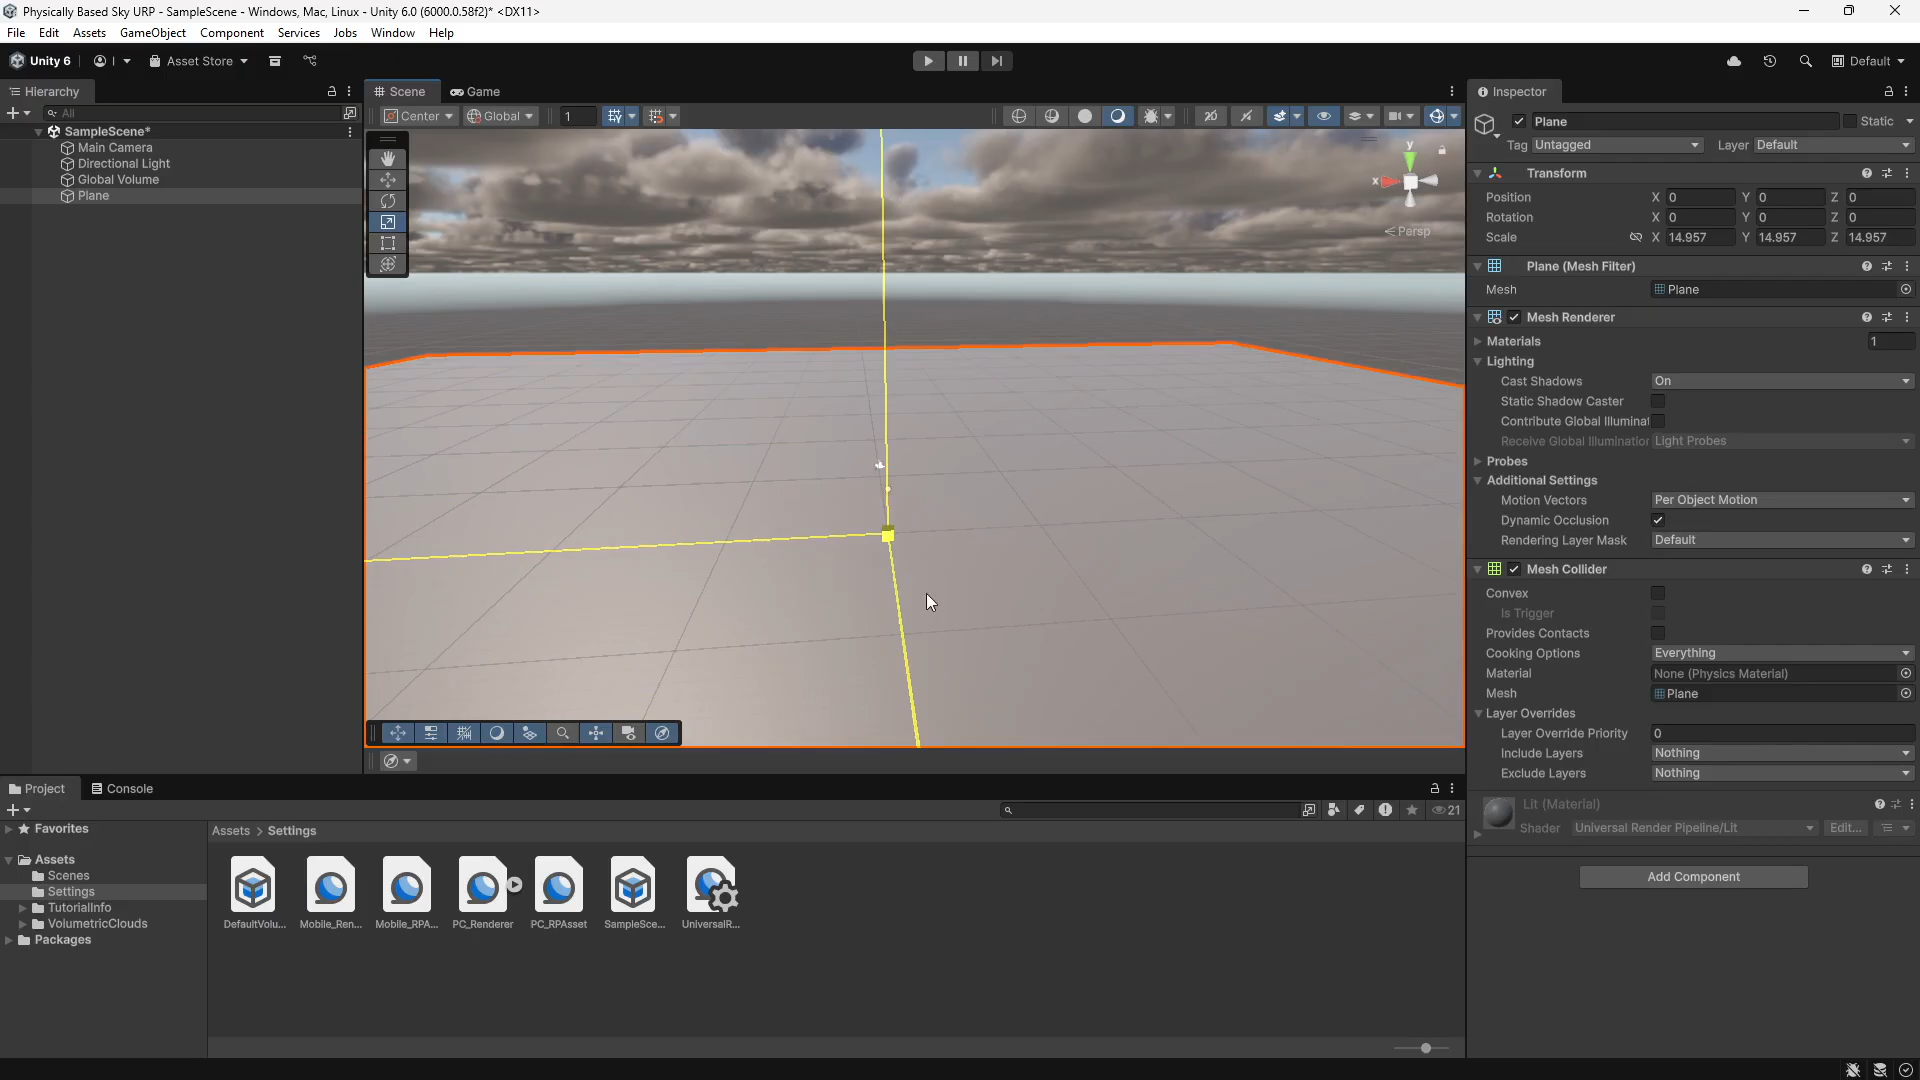 Physically Based Sky URP - SampleScene - Windows, Mac, Linux - Unity 6.0 (6000.0.58f2)* <DX11>
File Edit Assets GameObject Component Services Jobs Window Help
Unity 6 I Asset Store Default
Hierarchy
All
SampleScene*
Main Camera
Directional Light
Global Volume
Plane
Scene Game
Center Global 1
2D
y
x
Persp
Inspector
Plane Static
Tag Untagged Layer Default
Transform
Position X 0 Y 0 Z 0
Rotation X 0 Y 0 Z 0
Scale X 14.957 Y 14.957 Z 14.957
Plane (Mesh Filter)
Mesh Plane
Mesh Renderer
Materials 1
Lighting
Cast Shadows On
Static Shadow Caster
Contribute Global Illuminat
Receive Global Illumination Light Probes
Probes
Additional Settings
Motion Vectors Per Object Motion
Dynamic Occlusion
Rendering Layer Mask Default
Mesh Collider
Convex
Is Trigger
Provides Contacts
Cooking Options Everything
Material None (Physics Material)
Mesh Plane
Layer Overrides
Layer Override Priority 0
Include Layers Nothing
Exclude Layers Nothing
Lit (Material)
Shader Universal Render Pipeline/Lit Edit...
Add Component
Project Console
21
Favorites
Assets
Scenes
Settings
TutorialInfo
VolumetricClouds
Packages
Assets > Settings
DefaultVolu... Mobile_Ren... Mobile_RPA... PC_Renderer PC_RPAsset SampleSce... UniversalR...